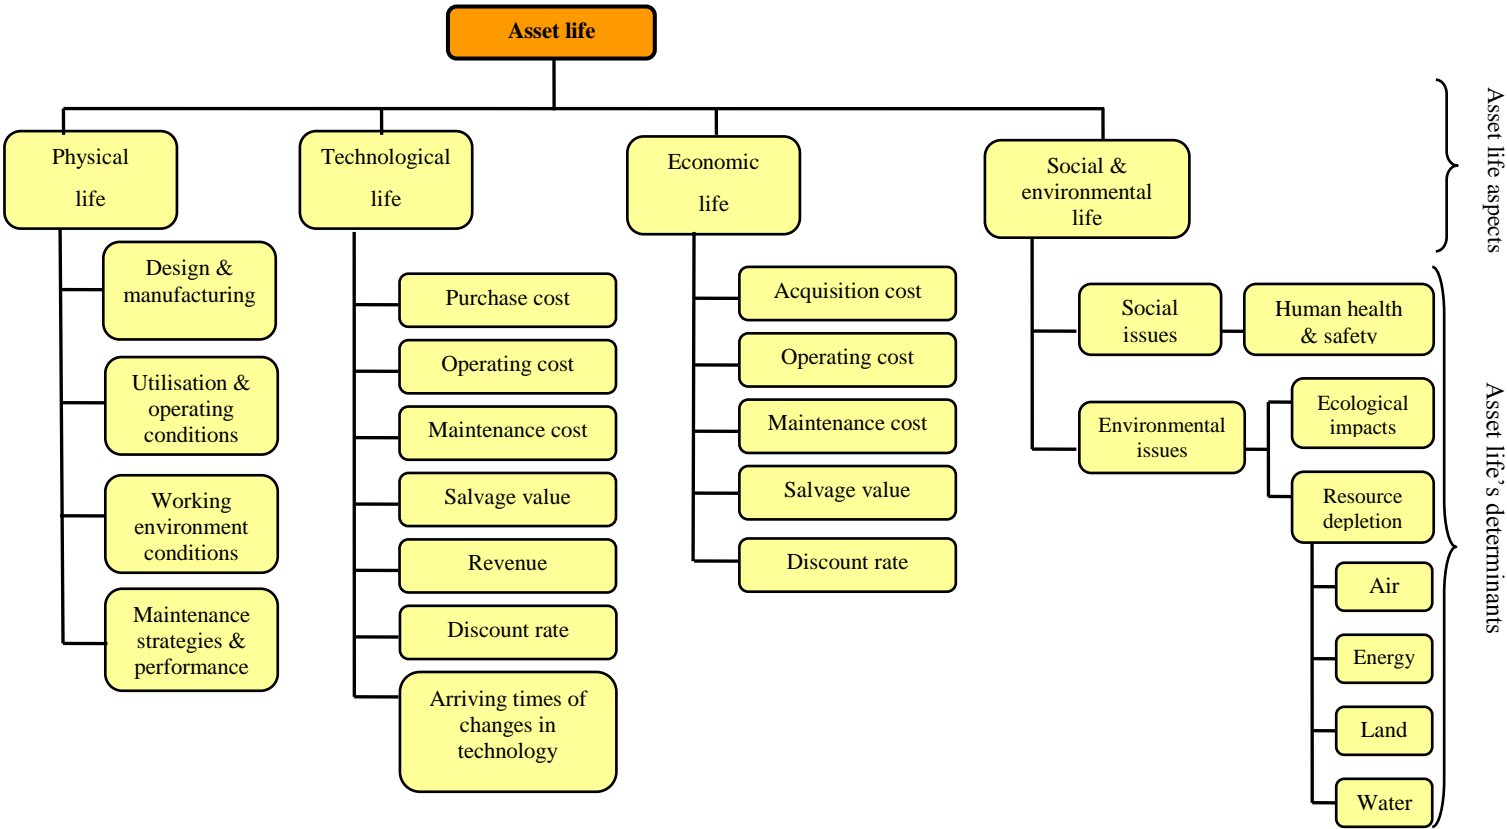 Asset life
Physical
life
Technological
life
Economic
life
Social &
environmental
life
Asset life aspects
Design &
manufacturing
Utilisation &
operating
conditions
Working
environment
conditions
Maintenance
strategies &
performance
Purchase cost
Operating cost
Maintenance cost
Salvage value
Revenue
Discount rate
Arriving times of
changes in
technology
Acquisition cost
Operating cost
Maintenance cost
Salvage value
Discount rate
Social
issues
Human health
& safety
Environmental
issues
Ecological
impacts
Resource
depletion
Air
Energy
Land
Water
Asset life’s determinants